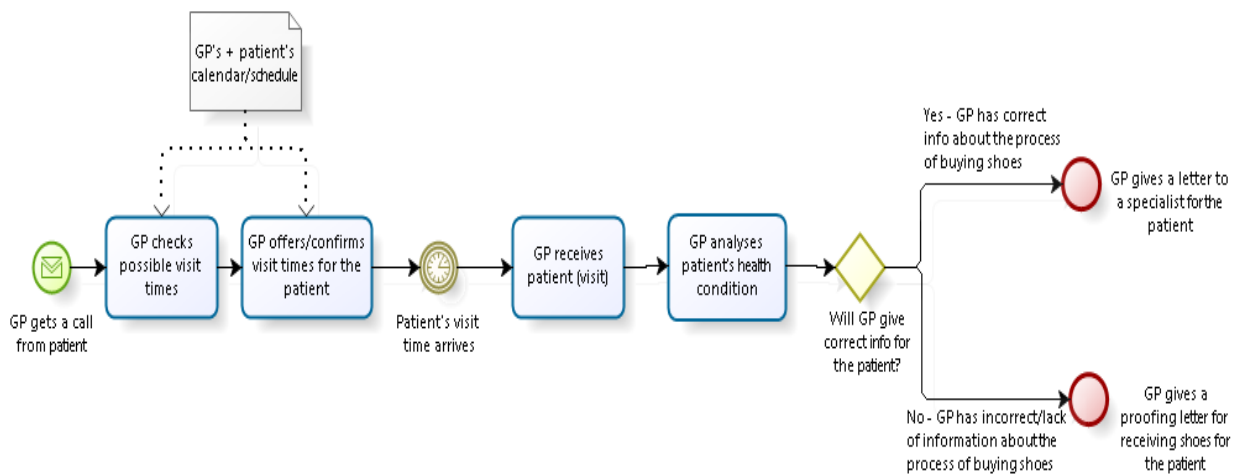 GP's + patient's
calendar/schedule
GP gets a call
from patient
GP checks
possible visit
times
GP offers/confirms
visit times for the
patient
Patient's visit
time arrives
GP receives
patient (visit)
GP analyses
patient's health
condition
Will GP give
correct info for
the patient?
Yes - GP has correct
info about the process
of buying shoes
GP gives a letter to
a specialist for the
patient
No - GP has incorrect/lack
of information about the
process of buying shoes
GP gives a
proofing letter for
receiving shoes for
the patient